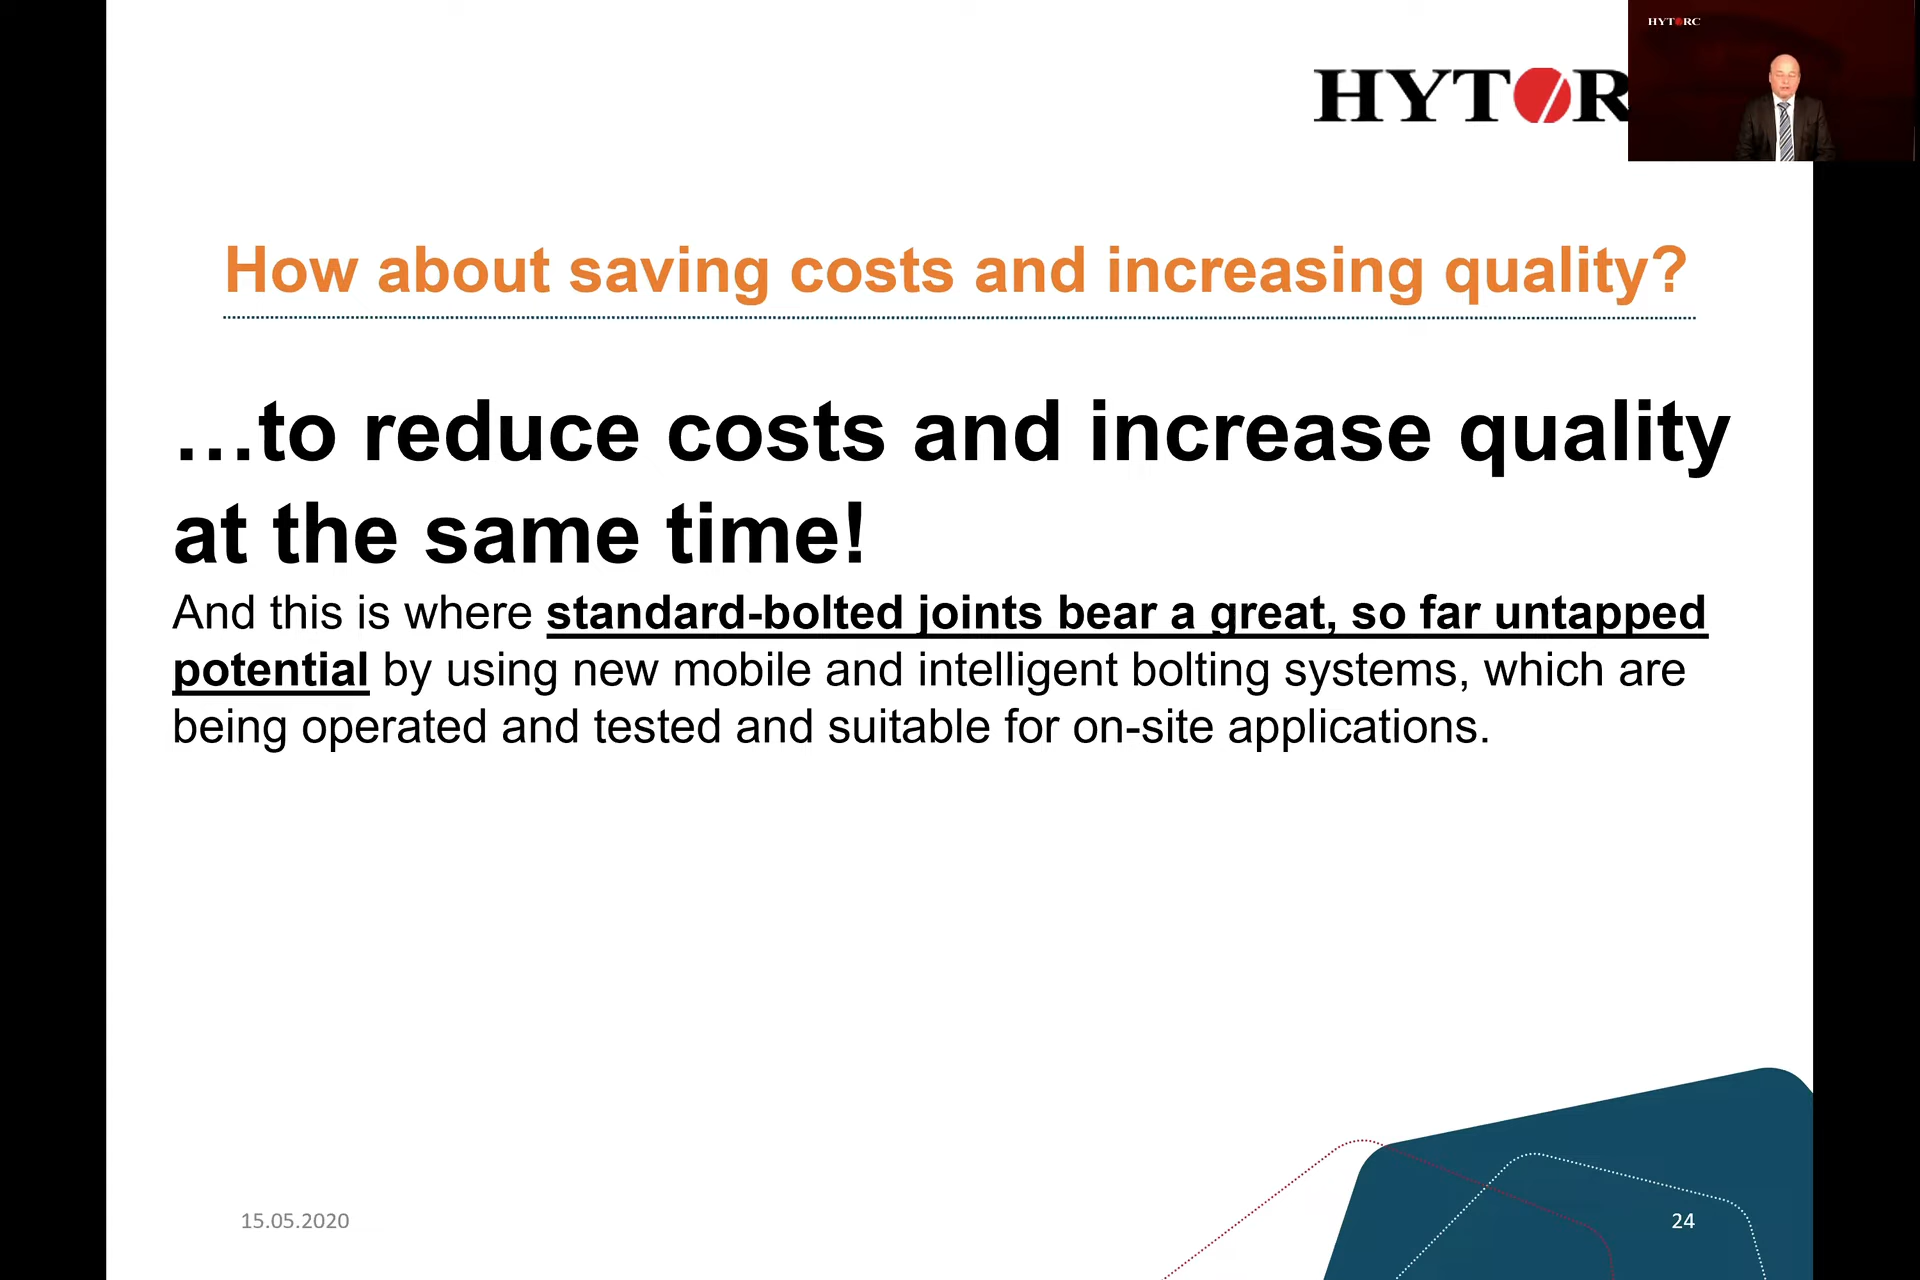 HYTORC
HYTOR
How about saving costs and increasing quality?
…to reduce costs and increase quality
at the same time!
And this is where standard-bolted joints bear a great, so far untapped
potential by using new mobile and intelligent bolting systems, which are
being operated and tested and suitable for on-site applications.
15.05.2020
24